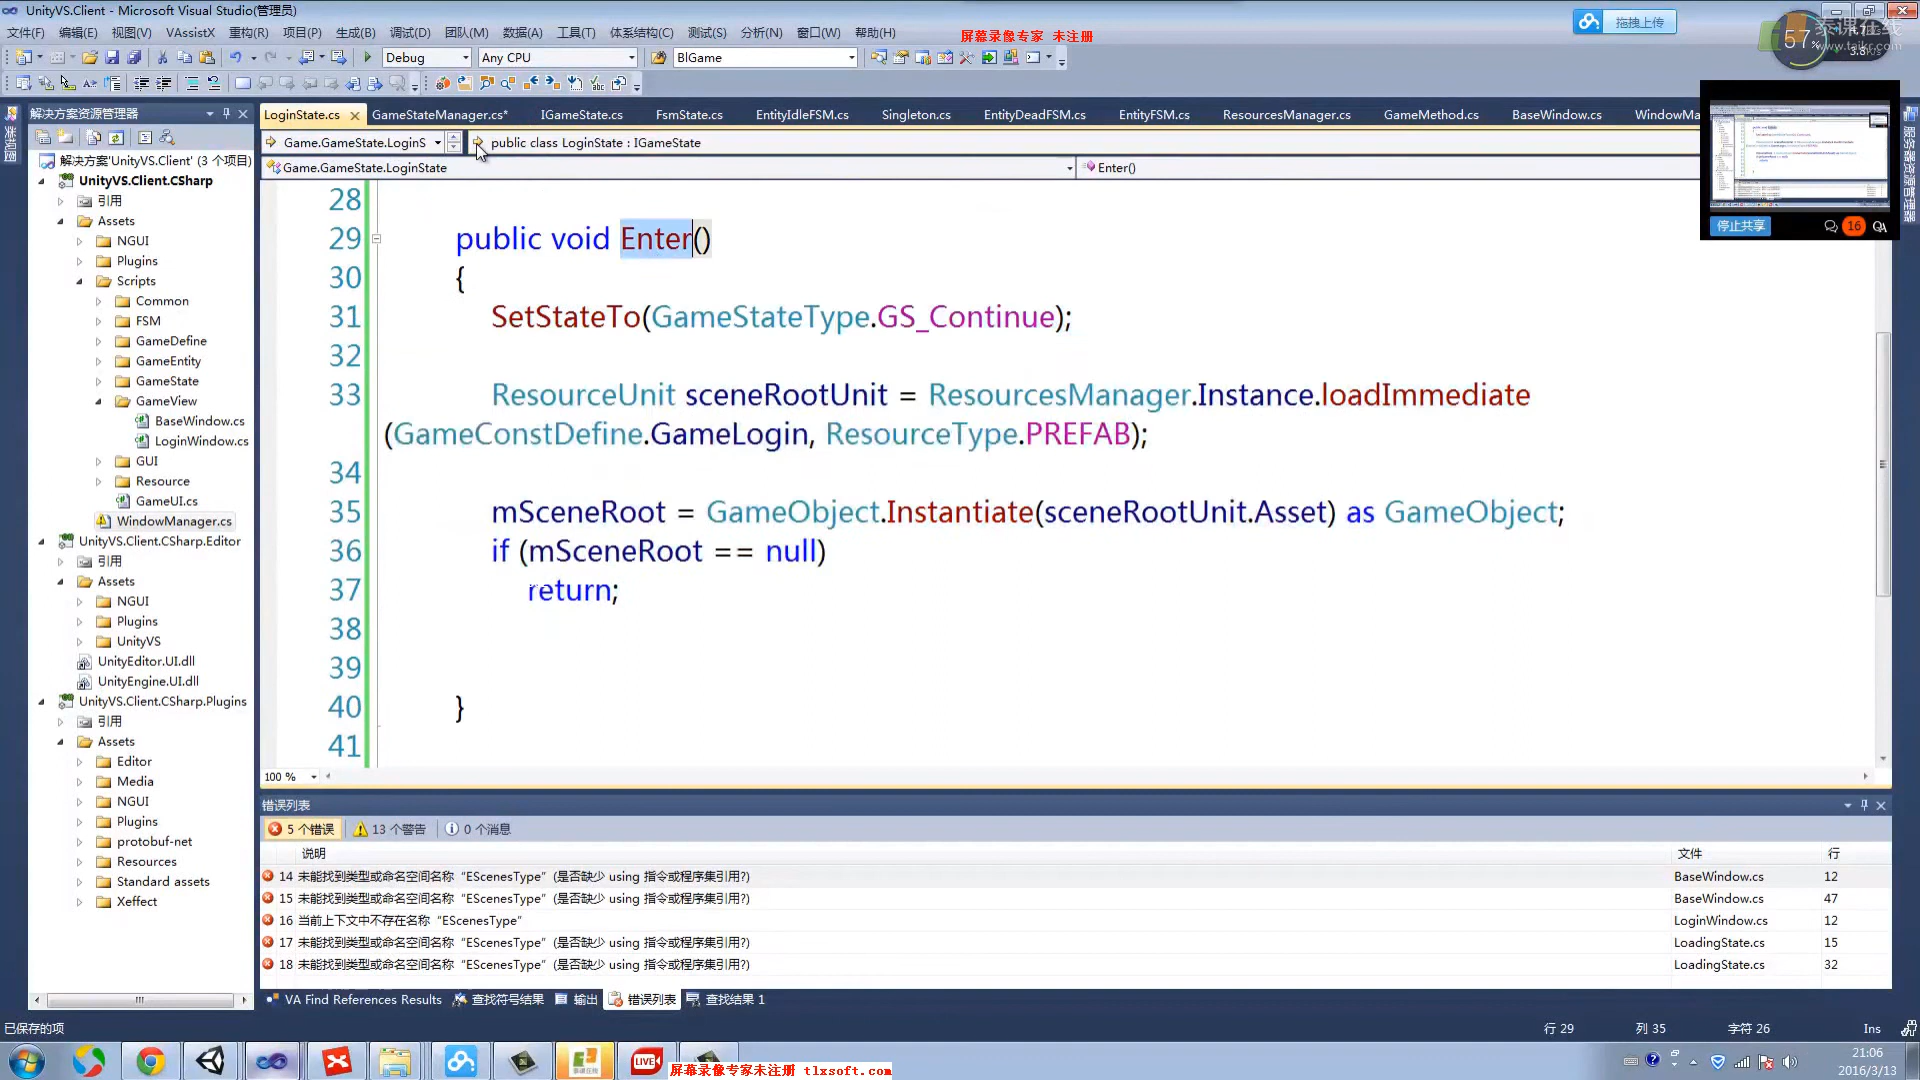 UnityVS.Client - Microsoft Visual Studio(管理员)
文件(F) 编辑(E) 视图(V) VAssistX 重构(R) 项目(P) 生成(B) 调试(D) 团队(M) 数据(A) 工具(T) 体系结构(C) 测试(S) 分析(N) 窗口(W) 帮助(H)
屏幕录像专家 未注册
拖拽上传
57%
泰课在线
www.taikr.com
Debug Any CPU BlGame
解决方案资源管理器
LoginState.cs GameStateManager.cs* IGameState.cs FsmState.cs EntityIdleFSM.cs Singleton.cs EntityDeadFSM.cs EntityFSM.cs ResourcesManager.cs GameMethod.cs BaseWindow.cs WindowMa
Game.GameState.LoginS public class LoginState : IGameState
Game.GameState.LoginState Enter()
停止共享 16
解决方案'UnityVS.Client' (3 个项目)
UnityVS.Client.CSharp
引用
Assets
NGUI
Plugins
Scripts
Common
FSM
GameDefine
GameEntity
GameState
GameView
BaseWindow.cs
LoginWindow.cs
GUI
Resource
GameUI.cs
WindowManager.cs
UnityVS.Client.CSharp.Editor
引用
Assets
NGUI
Plugins
UnityVS
UnityEditor.UI.dll
UnityEngine.UI.dll
UnityVS.Client.CSharp.Plugins
引用
Assets
Editor
Media
NGUI
Plugins
protobuf-net
Resources
Standard assets
Xeffect
28
29 public void Enter()
30 {
31 SetStateTo(GameStateType.GS_Continue);
32
33 ResourceUnit sceneRootUnit = ResourcesManager.Instance.loadImmediate
(GameConstDefine.GameLogin, ResourceType.PREFAB);
34
35 mSceneRoot = GameObject.Instantiate(sceneRootUnit.Asset) as GameObject;
36 if (mSceneRoot == null)
37 return;
38
39
40 }
41
100 %
错误列表
5 个错误 13 个警告 0 个消息
说明 文件 行
14 未能找到类型或命名空间名称“EScenesType”(是否缺少 using 指令或程序集引用?) BaseWindow.cs 12
15 未能找到类型或命名空间名称“EScenesType”(是否缺少 using 指令或程序集引用?) BaseWindow.cs 47
16 当前上下文中不存在名称“EScenesType” LoginWindow.cs 12
17 未能找到类型或命名空间名称“EScenesType”(是否缺少 using 指令或程序集引用?) LoadingState.cs 15
18 未能找到类型或命名空间名称“EScenesType”(是否缺少 using 指令或程序集引用?) LoadingState.cs 32
VA Find References Results 查找符号结果 输出 错误列表 查找结果 1
已保存的项 行 29 列 35 字符 26 Ins
LIVE
屏幕录像专家未注册 tlxsoft.com
21:06
2016/3/13